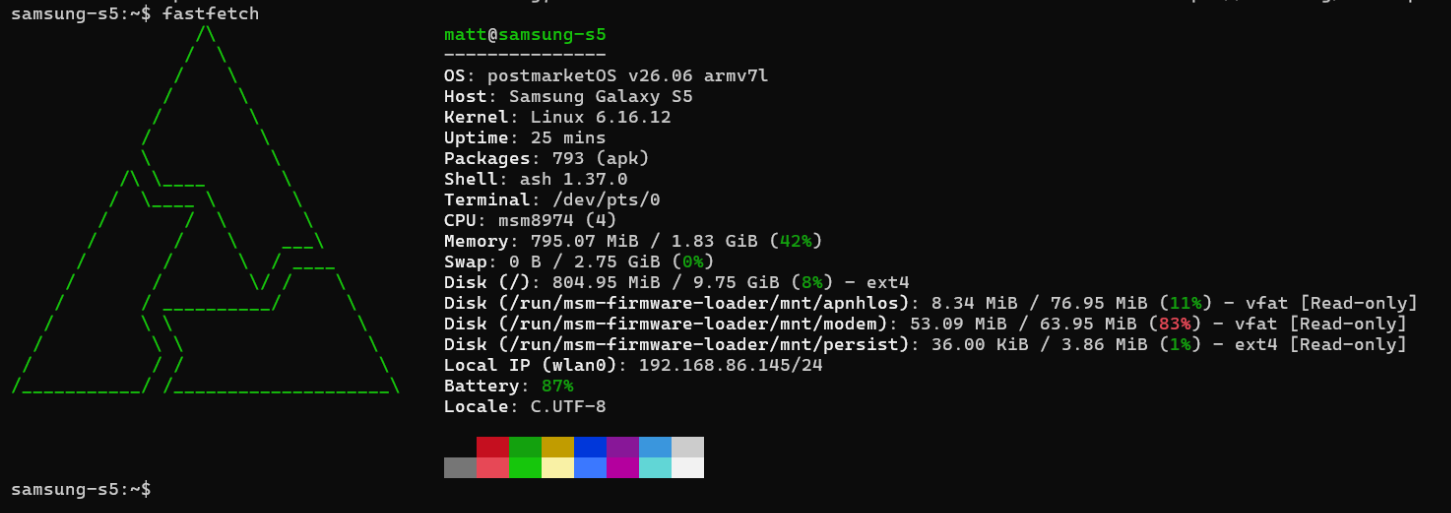 samsung-s5:~$ fastfetch
matt@samsung-s5
---------------
OS: postmarketOS v26.06 armv7l
Host: Samsung Galaxy S5
Kernel: Linux 6.16.12
Uptime: 25 mins
Packages: 793 (apk)
Shell: ash 1.37.0
Terminal: /dev/pts/0
CPU: msm8974 (4)
Memory: 795.07 MiB / 1.83 GiB (42%)
Swap: 0 B / 2.75 GiB (0%)
Disk (/): 804.95 MiB / 9.75 GiB (8%) - ext4
Disk (/run/msm-firmware-loader/mnt/apnhlos): 8.34 MiB / 76.95 MiB (11%) - vfat [Read-only]
Disk (/run/msm-firmware-loader/mnt/modem): 53.09 MiB / 63.95 MiB (83%) - vfat [Read-only]
Disk (/run/msm-firmware-loader/mnt/persist): 36.00 KiB / 3.86 MiB (1%) - ext4 [Read-only]
Local IP (wlan0): 192.168.86.145/24
Battery: 87%
Locale: C.UTF-8
samsung-s5:~$